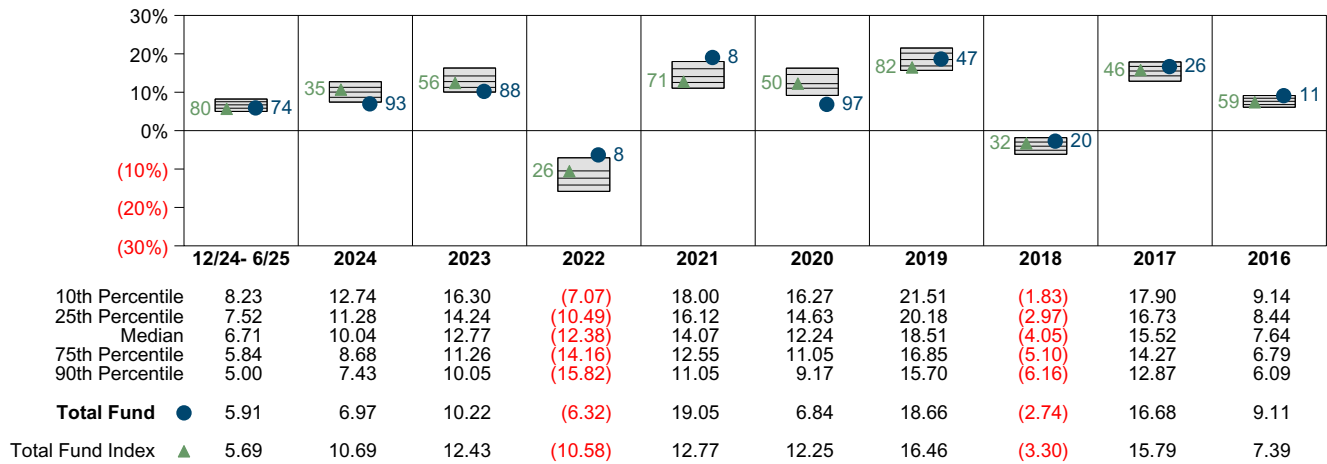 30%
20%
10%
0%
(10%)
(20%)
(30%)
80 74
35 93
56 88
26 8
71 8
50 97
82 47
32 20
46 26
59 11
12/24- 6/25 2024 2023 2022 2021 2020 2019 2018 2017 2016
10th Percentile 8.23 12.74 16.30 (7.07) 18.00 16.27 21.51 (1.83) 17.90 9.14
25th Percentile 7.52 11.28 14.24 (10.49) 16.12 14.63 20.18 (2.97) 16.73 8.44
Median 6.71 10.04 12.77 (12.38) 14.07 12.24 18.51 (4.05) 15.52 7.64
75th Percentile 5.84 8.68 11.26 (14.16) 12.55 11.05 16.85 (5.10) 14.27 6.79
90th Percentile 5.00 7.43 10.05 (15.82) 11.05 9.17 15.70 (6.16) 12.87 6.09
Total Fund 5.91 6.97 10.22 (6.32) 19.05 6.84 18.66 (2.74) 16.68 9.11
Total Fund Index 5.69 10.69 12.43 (10.58) 12.77 12.25 16.46 (3.30) 15.79 7.39